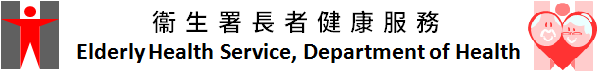 衞生署長者健康服務
Elderly Health Service, Department of Health